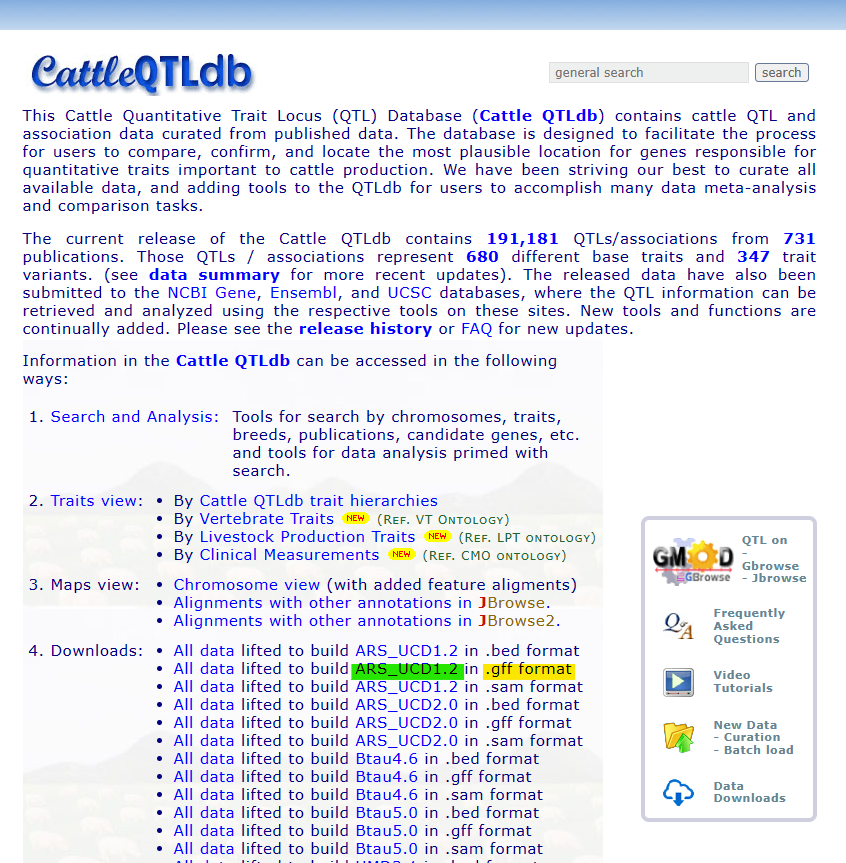 CattleQTLdb
general search
search
This Cattle Quantitative Trait Locus (QTL) Database (Cattle QTLdb) contains cattle QTL and
association data curated from published data. The database is designed to facilitate the process
for users to compare, confirm, and locate the most plausible location for genes responsible for
quantitative traits important to cattle production. We have been striving our best to curate all
available data, and adding tools to the QTLdb for users to accomplish many data meta-analysis
and comparison tasks.
The current release of the Cattle QTLdb contains 191,181 QTLs/associations from 731
publications. Those QTLs / associations represent 680 different base traits and 347 trait
variants. (see data summary for more recent updates). The released data have also been
submitted to the NCBI Gene, Ensembl, and UCSC databases, where the QTL information can be
retrieved and analyzed using the respective tools on these sites. New tools and functions are
continually added. Please see the release history or FAQ for new updates.
Information in the Cattle QTLdb can be accessed in the following
ways:
1. Search and Analysis: Tools for search by chromosomes, traits,
breeds, publications, candidate genes, etc.
and tools for data analysis primed with
search.
2. Traits view: • By Cattle QTLdb trait hierarchies
• By Vertebrate Traits NEW (Ref. VT Ontology)
• By Livestock Production Traits NEW (Ref. LPT ontology)
• By Clinical Measurements NEW (Ref. CMO ontology)
3. Maps view: • Chromosome view (with added feature aligments)
• Alignments with other annotations in JBrowse.
• Alignments with other annotations in JBrowse2.
4. Downloads: • All data lifted to build ARS_UCD1.2 in .bed format
• All data lifted to build ARS_UCD1.2 in .gff format
• All data lifted to build ARS_UCD1.2 in .sam format
• All data lifted to build ARS_UCD2.0 in .bed format
• All data lifted to build ARS_UCD2.0 in .gff format
• All data lifted to build ARS_UCD2.0 in .sam format
• All data lifted to build Btau4.6 in .bed format
• All data lifted to build Btau4.6 in .gff format
• All data lifted to build Btau4.6 in .sam format
• All data lifted to build Btau5.0 in .bed format
• All data lifted to build Btau5.0 in .gff format
• All data lifted to build Btau5.0 in .sam format
GMOD
GBrowse
QTL on
-
Gbrowse
- Jbrowse
Q&A
Frequently
Asked
Questions
Video
Tutorials
New Data
- Curation
- Batch load
Data
Downloads